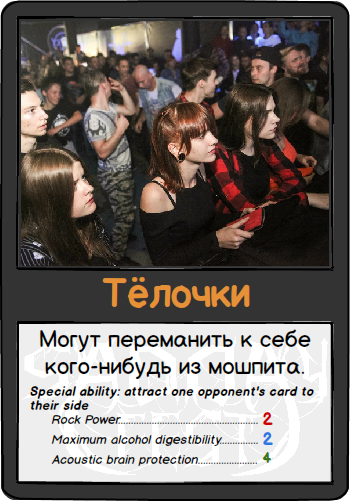 Тёлочки
Могут переманить к себе
кого-нибудь из мошпита.
Special ability: attract one opponent's card to
their side
Rock Power 2
Maximum alcohol digestibility 2
Acoustic brain protection 4